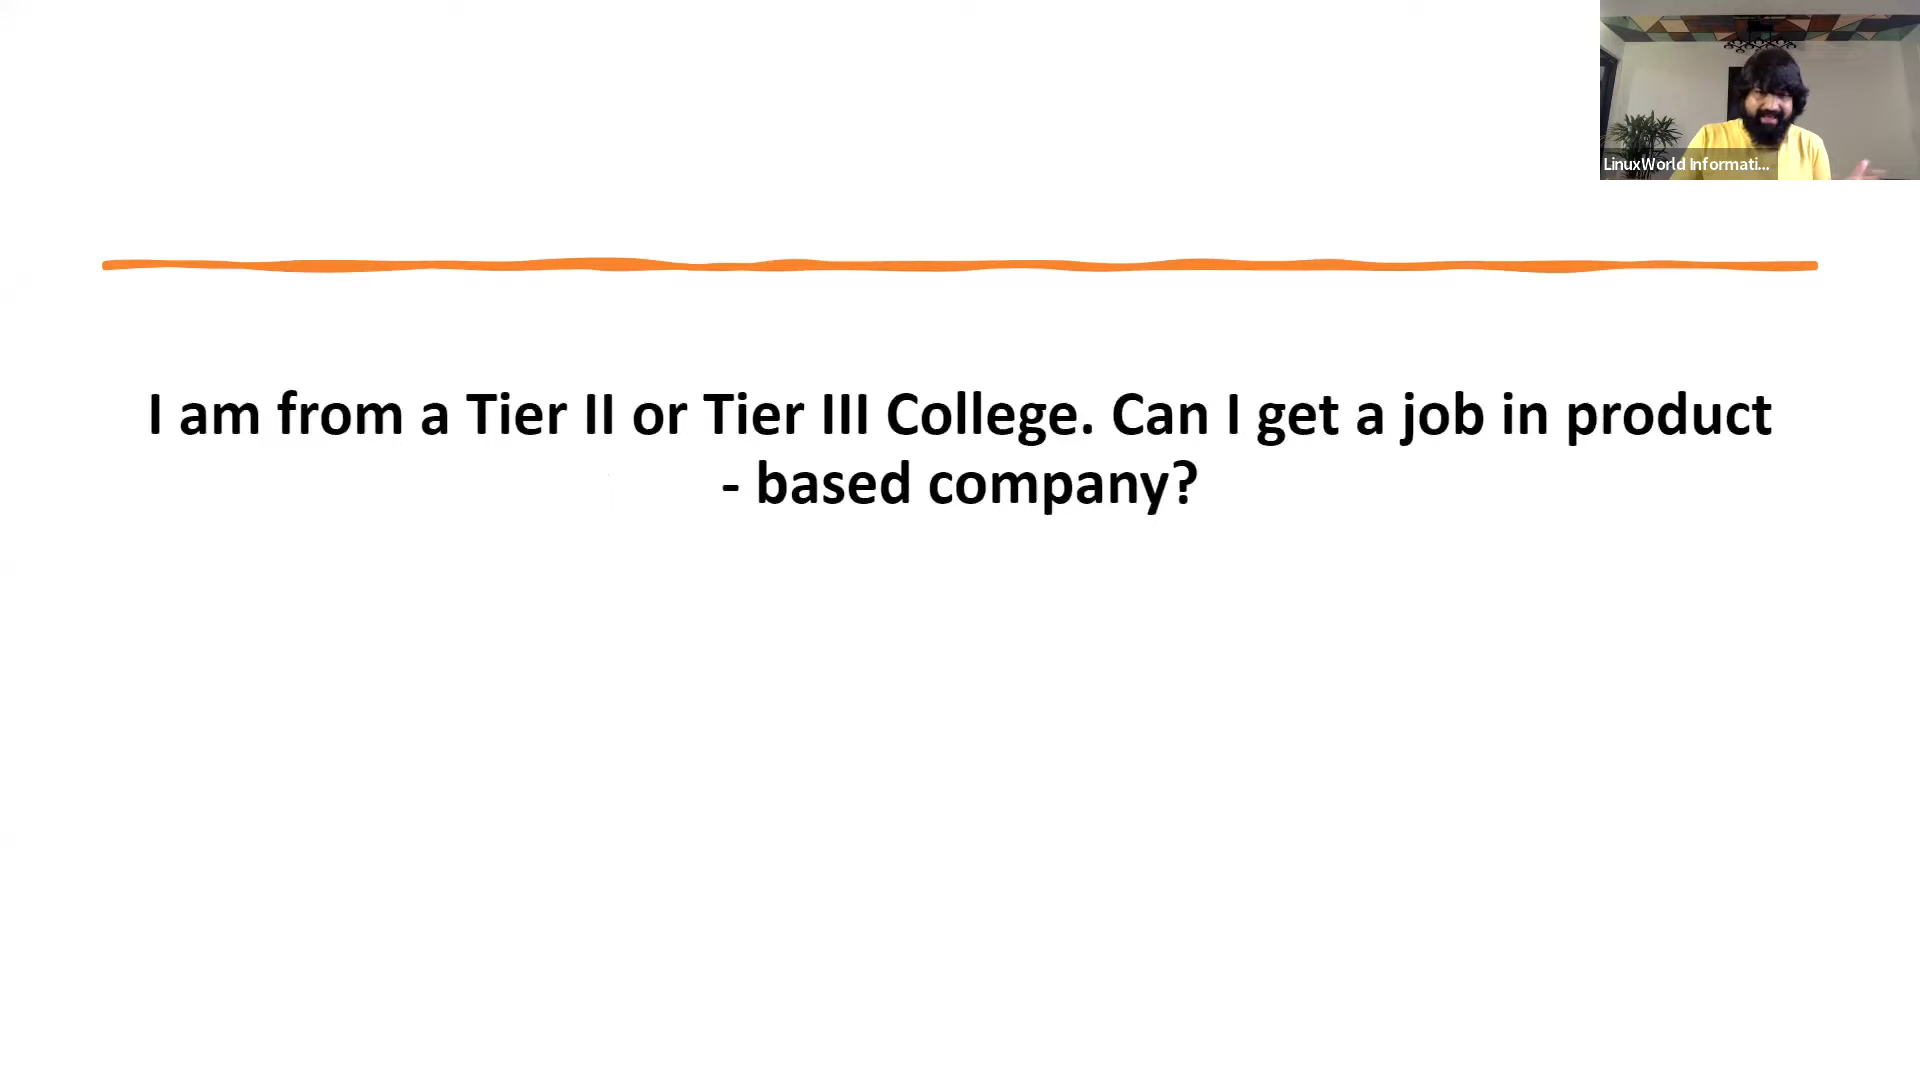 LinuxWorld Informati...
I am from a Tier II or Tier III College. Can I get a job in product
- based company?